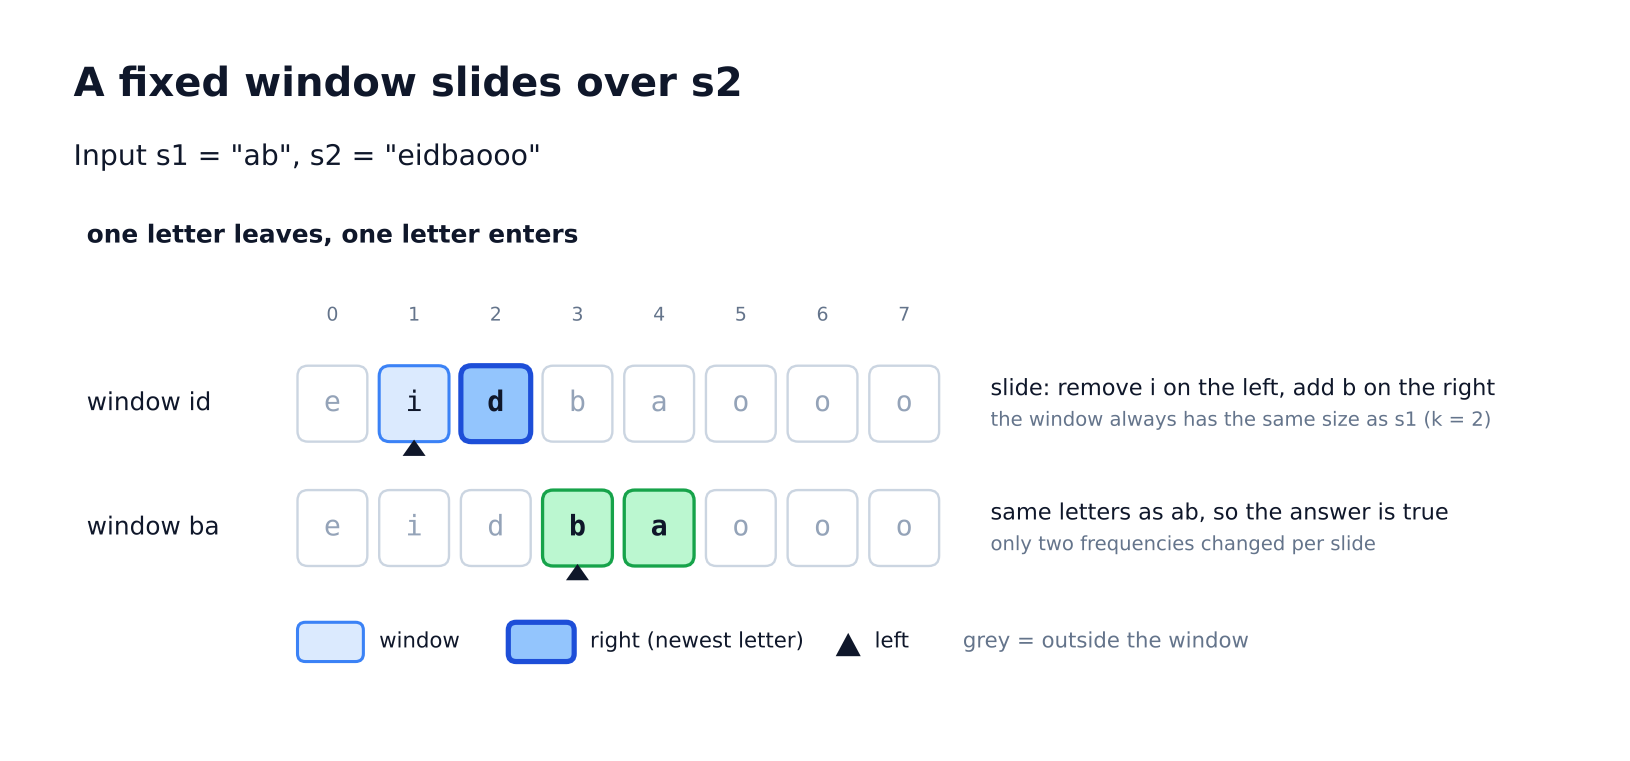 A fixed window slides over s2
Input s1 = "ab", s2 = "eidbaooo"
one letter leaves, one letter enters
0 1 2 3 4 5 6 7
window id e i d b a o o o slide: remove i on the left, add b on the right
the window always has the same size as s1 (k = 2)
window ba e i d b a o o o same letters as ab, so the answer is true
only two frequencies changed per slide
window right (newest letter) left grey = outside the window